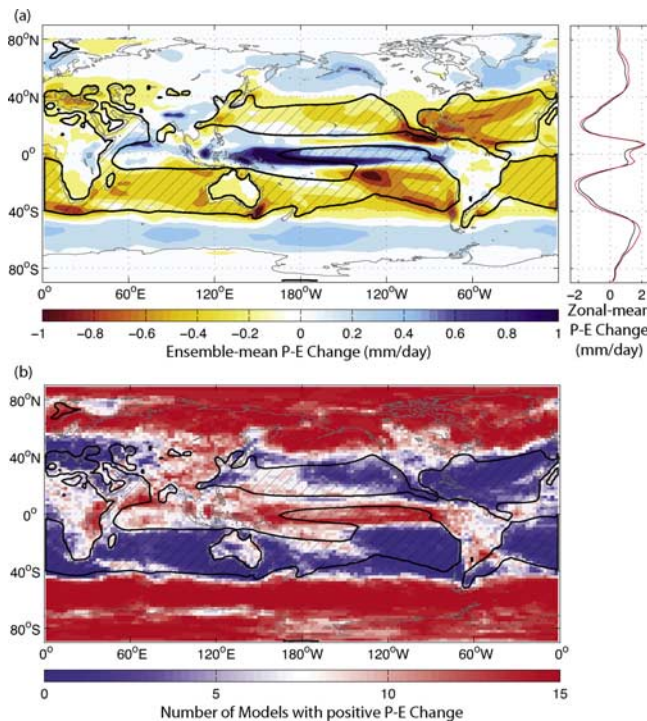 (a)
80°N
40°N
0°
40°S
80°S
0° 60°E 120°E 180°W 120°W 60°W
−2 0 2
−1 −0.8 −0.6 −0.4 −0.2 0 0.2 0.4 0.6 0.8 1
Ensemble-mean P-E Change (mm/day)
Zonal-mean
P-E Change
(mm/day)
(b)
80°N
40°N
0°
40°S
80°S
0° 60°E 120°E 180°W 120°W 60°W 0°
0 5 10 15
Number of Models with positive P-E Change